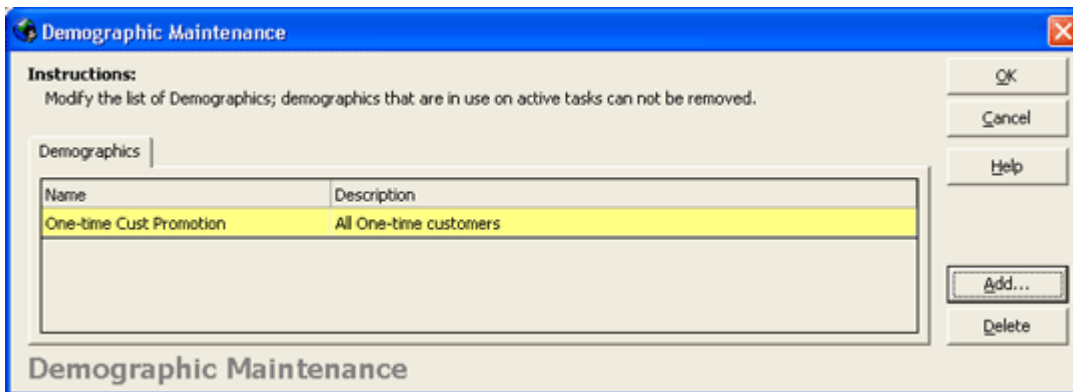 Demographic Maintenance
Instructions:
Modify the list of Demographics; demographics that are in use on active tasks can not be removed.
Demographics
Name Description
One-time Cust Promotion All One-time customers
OK
Cancel
Help
Add...
Delete
Demographic Maintenance